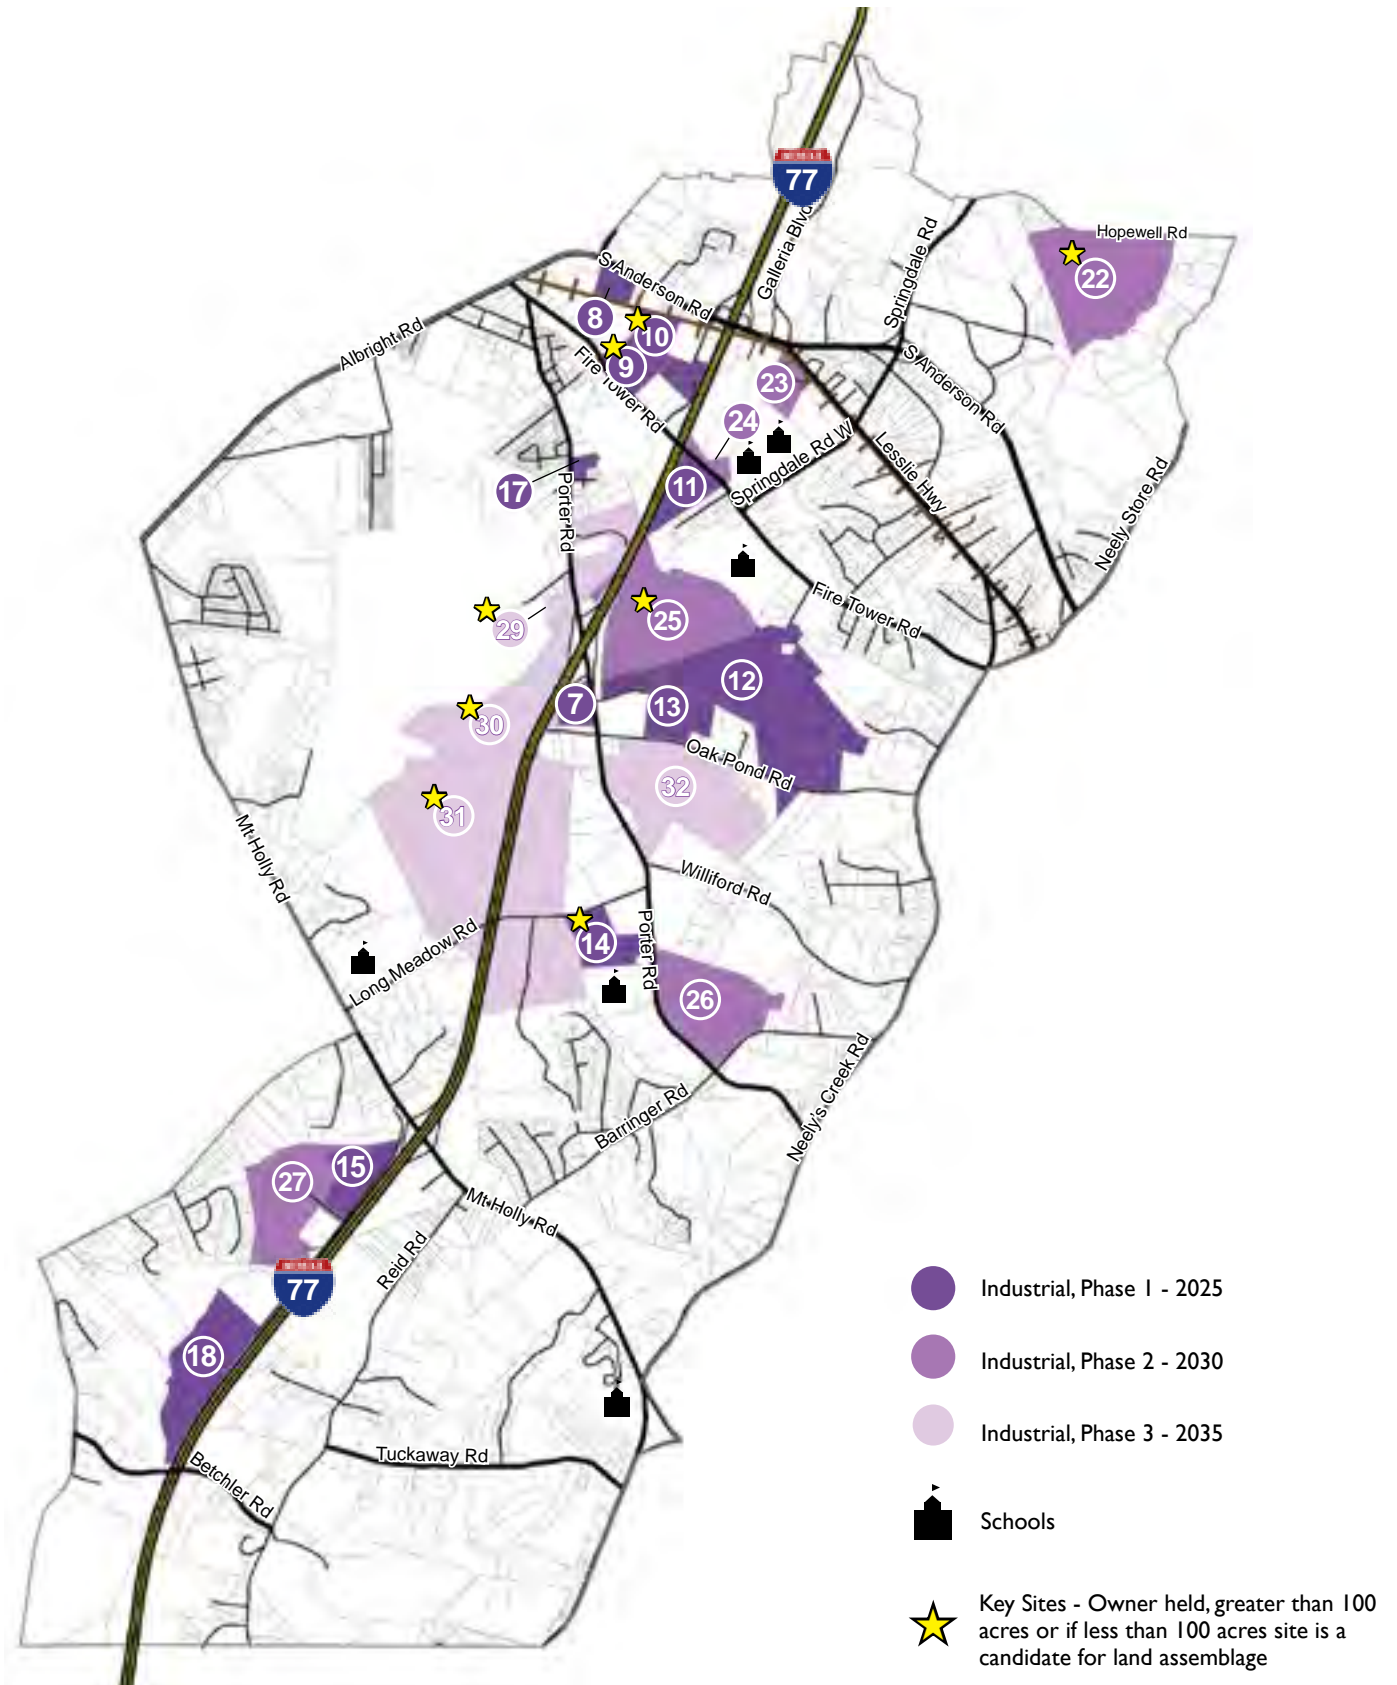 77
Galleria Blvd
Springdale Rd
Hopewell Rd
22
S Anderson Rd
8
10
9
Albright Rd
Fire Tower Rd
23
S Anderson Rd
24
Springdale Rd W
Lesslie Hwy
17
11
Porter Rd
Neely Store Rd
25
29
Fire Tower Rd
12
7
13
30
Oak Pond Rd
32
31
Mt Holly Rd
Williford Rd
14
Porter Rd
Long Meadow Rd
26
Neely's Creek Rd
Barringer Rd
15
27
Mt Holly Rd
Reid Rd
77
18
Tuckaway Rd
Betchler Rd
Industrial, Phase 1 - 2025
Industrial, Phase 2 - 2030
Industrial, Phase 3 - 2035
Schools
Key Sites - Owner held, greater than 100
acres or if less than 100 acres site is a
candidate for land assemblage